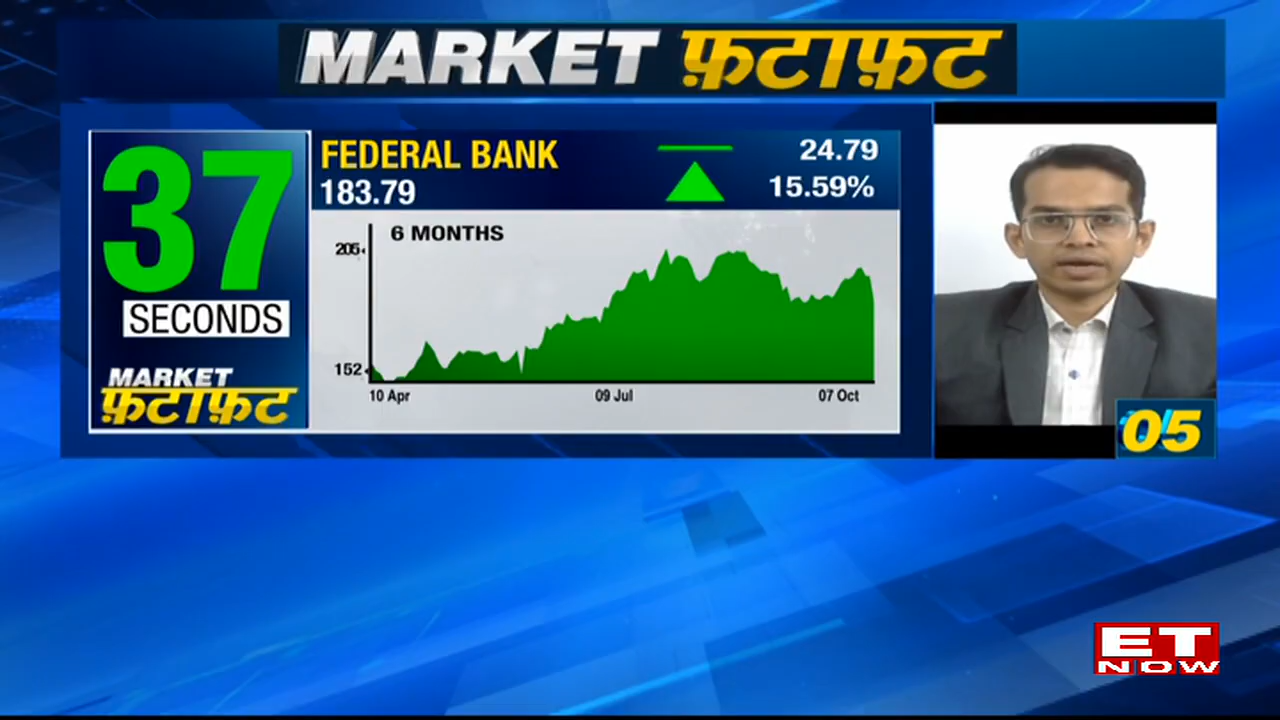 MARKET फ़टाफ़ट
37
SECONDS
MARKET
फ़टाफ़ट
FEDERAL BANK
183.79
24.79
15.59%
6 MONTHS
205
152
10 Apr
09 Jul
07 Oct
05
ET
NOW